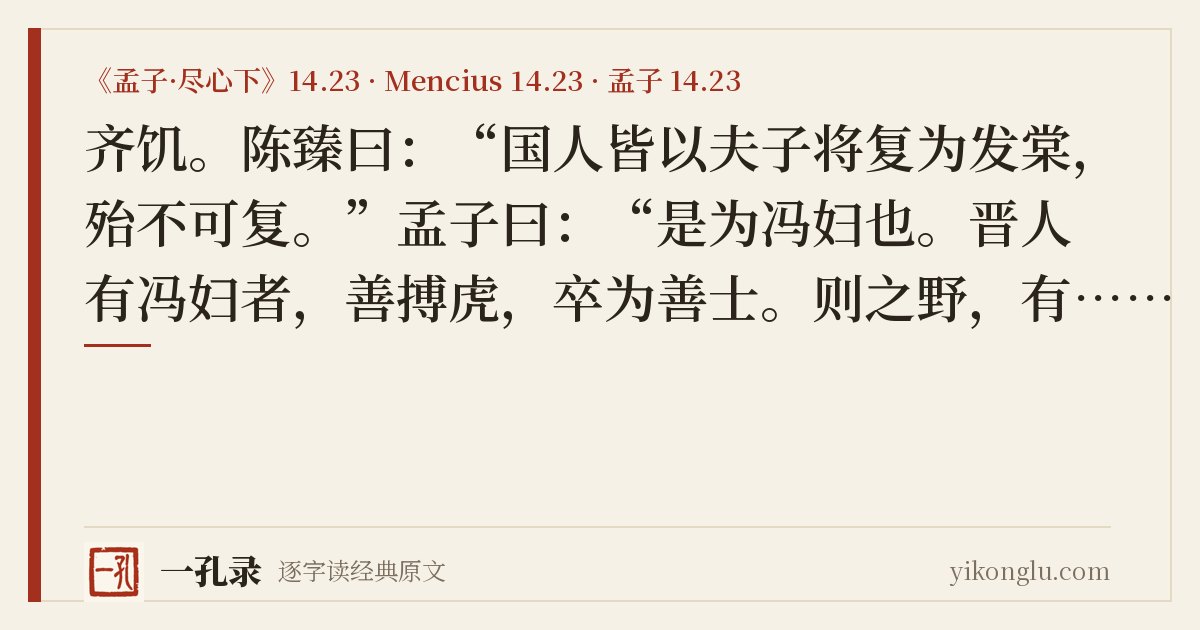 《孟子·尽心下》14.23 · Mencius 14.23 · 孟子 14.23
齐饥。陈臻曰：“国人皆以夫子将复为发棠，
殆不可复。”孟子曰：“是为冯妇也。晋人
有冯妇者，善搏虎，卒为善士。则之野，有……
一孔
一孔录 逐字读经典原文 yikonglu.com